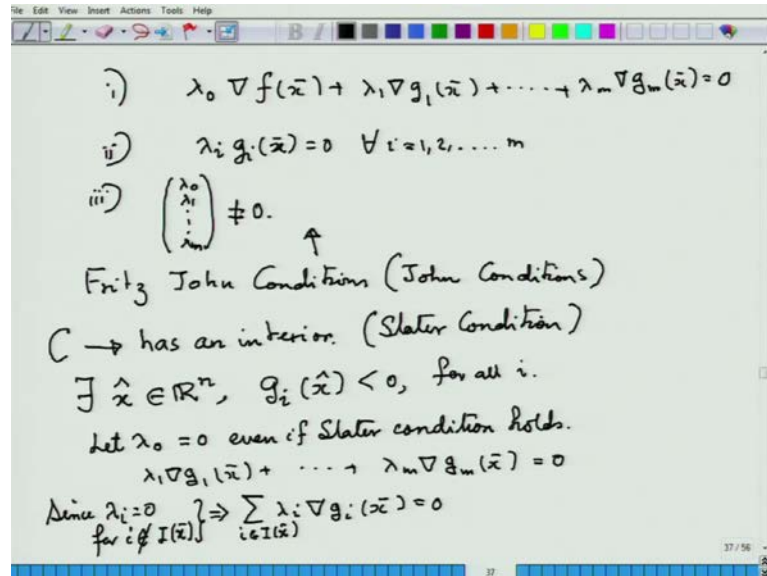 File Edit View Insert Actions Tools Help
i) λ₀ ∇f(x̄) + λ₁∇g₁(x̄) + ..... + λₘ∇gₘ(x̄) = 0
ii) λᵢ gᵢ(x̄) = 0 ∀ i = 1, 2, .... m
iii) (λ₀ λ₁ ⋮ λₘ) ≠ 0.
↑
Fritz John Conditions (John Conditions)
C → has an interior. (Slater Condition)
∃ x̂ ∈ ℝⁿ, gᵢ(x̂) < 0, for all i.
Let λ₀ = 0 even if Slater condition holds.
λ₁∇g₁(x̄) + ..... + λₘ∇gₘ(x̄) = 0
Since λᵢ = 0 } ⇒ ∑ λᵢ ∇gᵢ(x̄) = 0
for i ∉ I(x̄) } i ∈ I(x̄)
37 / 56
37